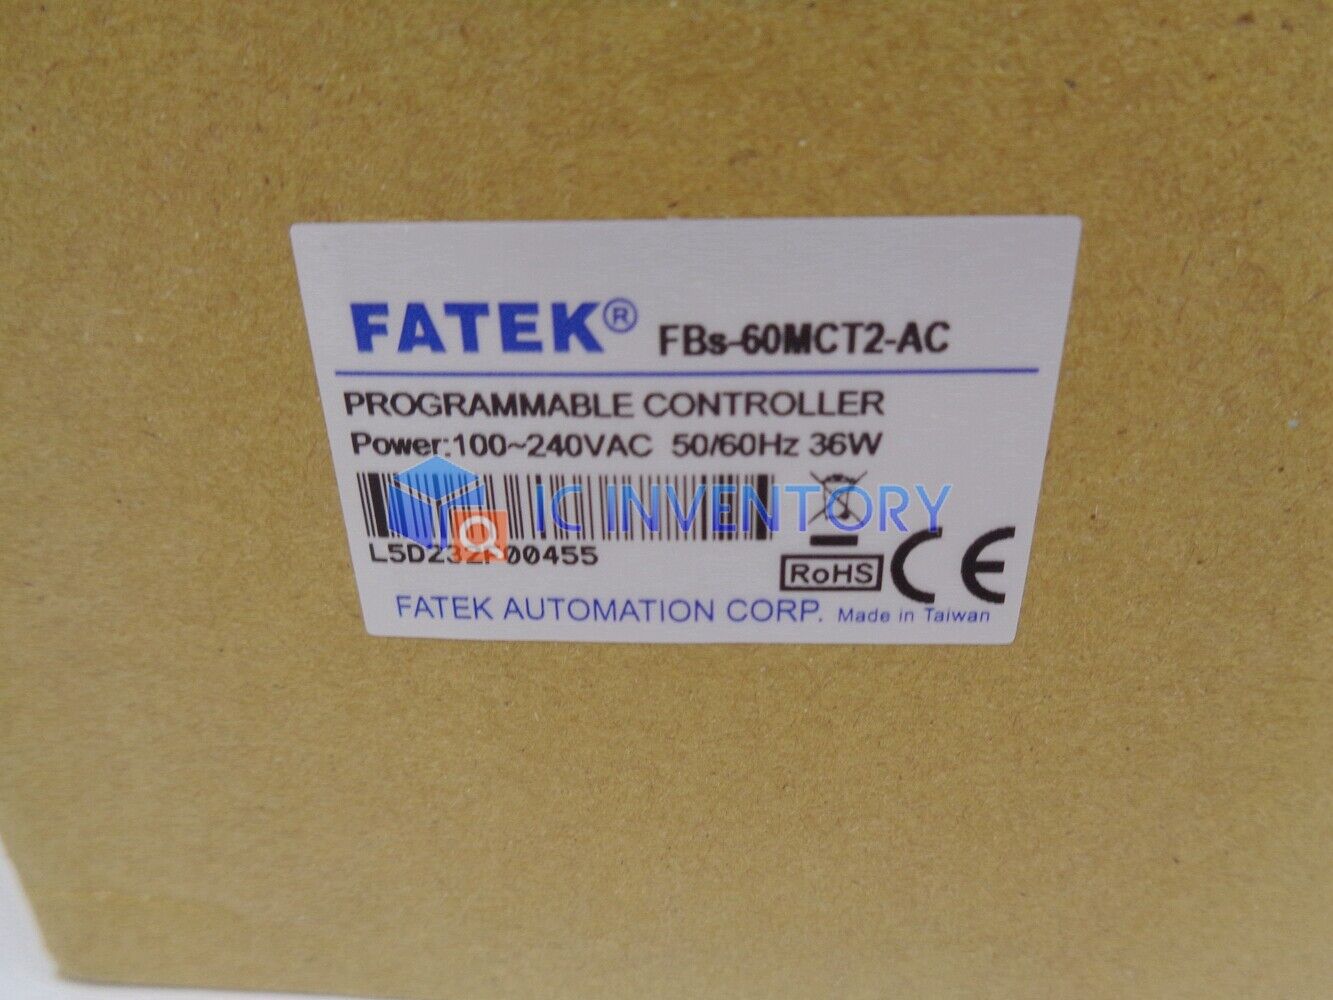 FATEK® FBs-60MCT2-AC
PROGRAMMABLE CONTROLLER
Power:100~240VAC 50/60Hz 36W
IC INVENTORY
RoHS CE
FATEK AUTOMATION CORP. Made in Taiwan